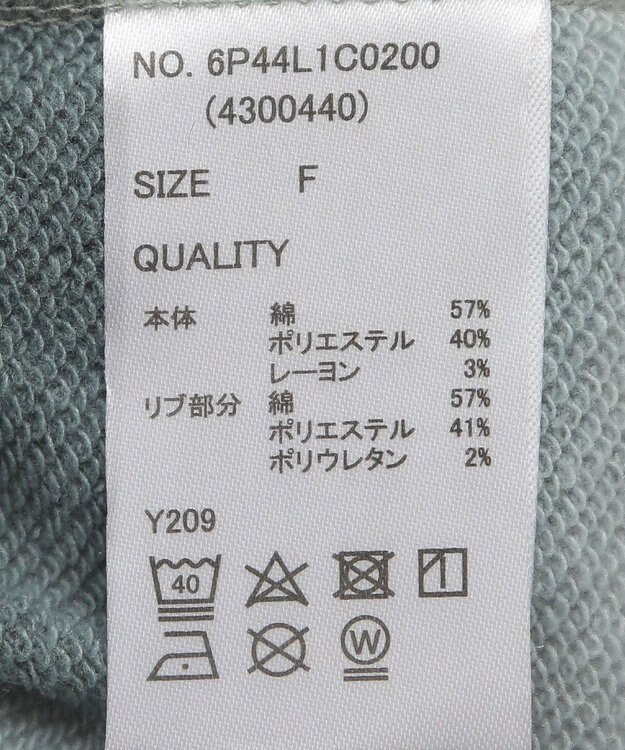 NO. 6P44L1C0200
(4300440)
SIZE F
QUALITY
本体 綿 57%
ポリエステル 40%
レーヨン 3%
リブ部分 綿 57%
ポリエステル 41%
ポリウレタン 2%
Y209
40
W